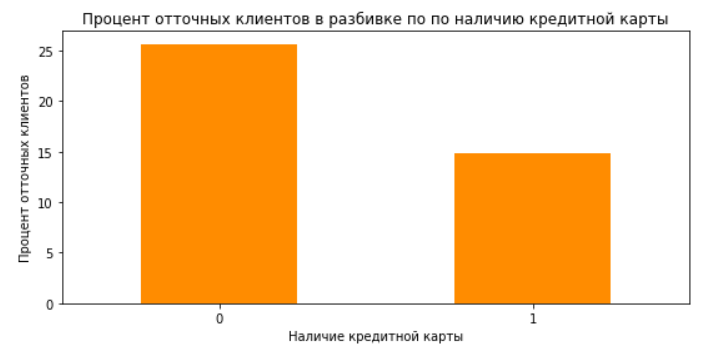 Процент отточных клиентов в разбивке по по наличию кредитной карты
Процент отточных клиентов
25
20
15
10
5
0
0 1
Наличие кредитной карты